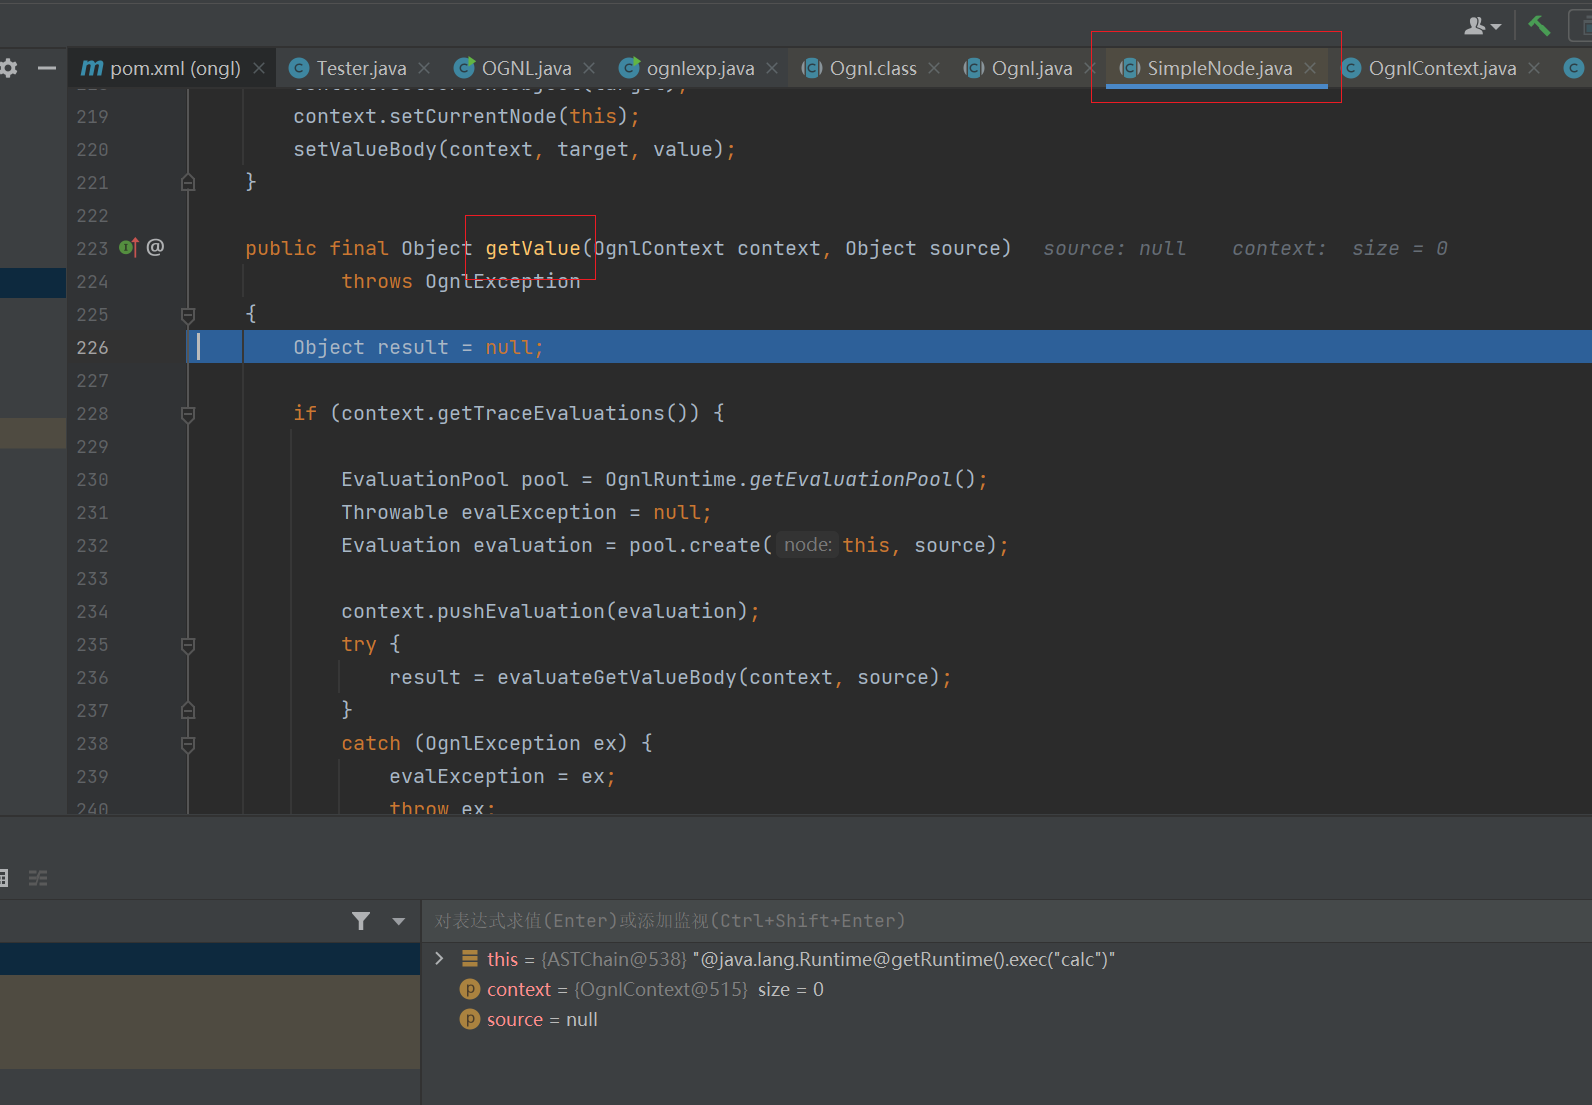 pom.xml (ongl) Tester.java OGNL.java ognlexp.java Ognl.class Ognl.java SimpleNode.java OgnlContext.java
219 context.setCurrentNode(this);
220 setValueBody(context, target, value);
221 }
222
223 public final Object getValue(OgnlContext context, Object source) source: null context: size = 0
224 throws OgnlException
225 {
226 Object result = null;
227
228 if (context.getTraceEvaluations()) {
229
230 EvaluationPool pool = OgnlRuntime.getEvaluationPool();
231 Throwable evalException = null;
232 Evaluation evaluation = pool.create( node: this, source);
233
234 context.pushEvaluation(evaluation);
235 try {
236 result = evaluateGetValueBody(context, source);
237 }
238 catch (OgnlException ex) {
239 evalException = ex;
240 throw ex;
对表达式求值(Enter)或添加监视(Ctrl+Shift+Enter)
this = {ASTChain@538} "@java.lang.Runtime@getRuntime().exec("calc")"
context = {OgnlContext@515} size = 0
source = null